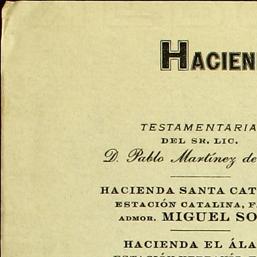 HACIEN
TESTAMENTARIA
DEL SR. LIC.
D. Pablo Martínez de
HACIENDA SANTA CAT
ESTACIÓN CATALINA, F
ADMOR. MIGUEL SO
HACIENDA EL ÁLA